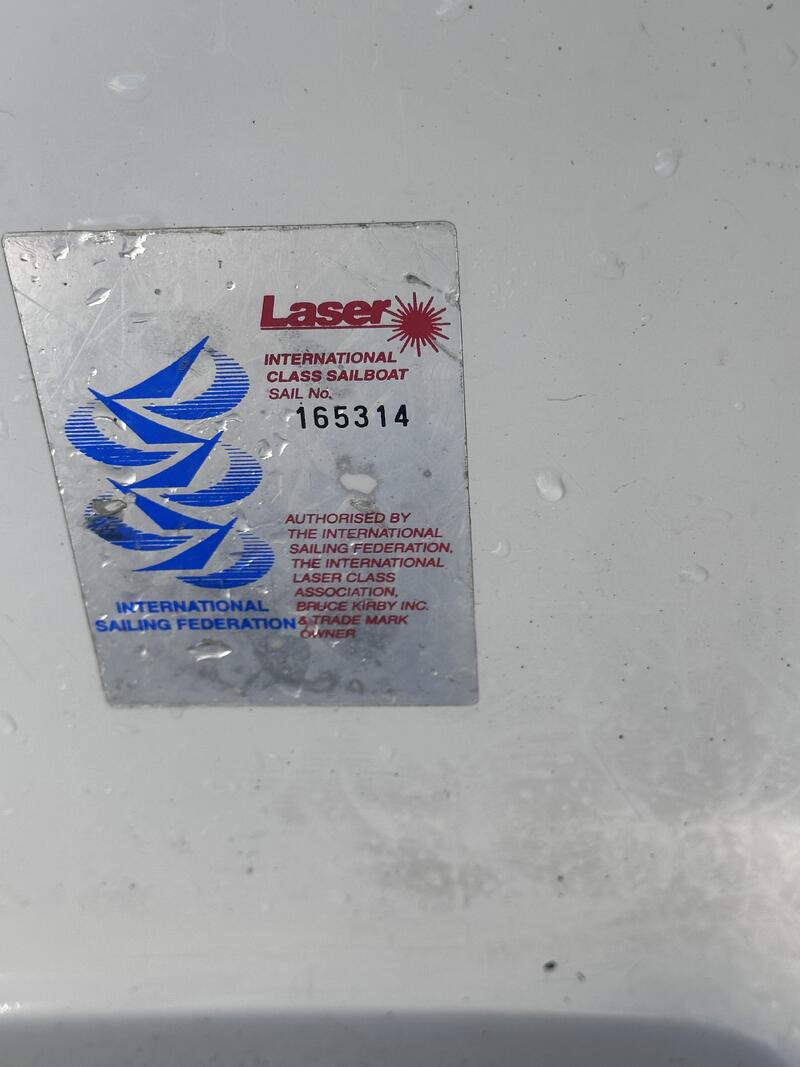 Laser
INTERNATIONAL
CLASS SAILBOAT
SAIL No.
165314
AUTHORISED BY
THE INTERNATIONAL
SAILING FEDERATION,
THE INTERNATIONAL
LASER CLASS
ASSOCIATION,
BRUCE KIRBY INC.
& TRADE MARK
OWNER
INTERNATIONAL
SAILING FEDERATION